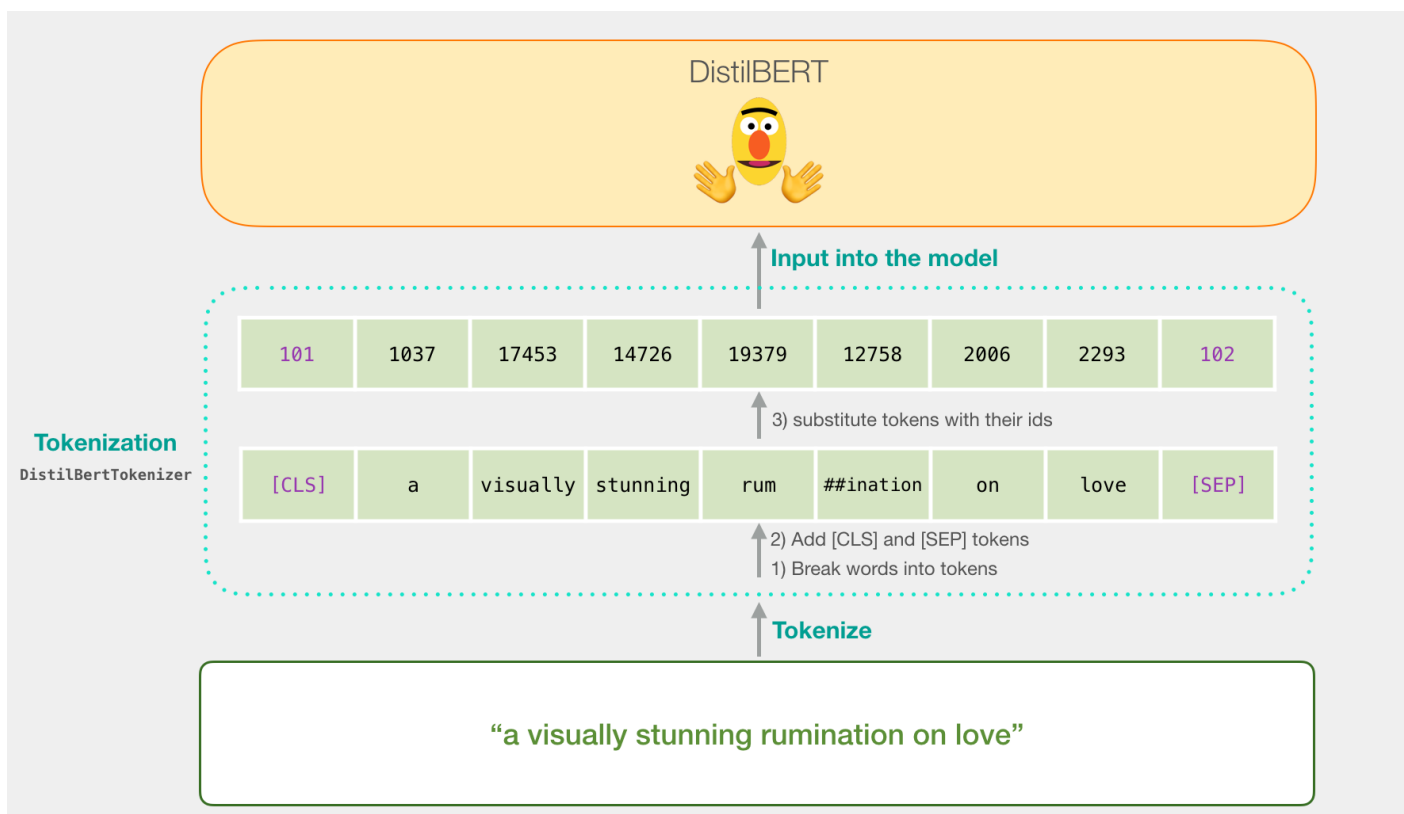 DistilBERT
Input into the model
101 1037 17453 14726 19379 12758 2006 2293 102
3) substitute tokens with their ids
Tokenization
DistilBertTokenizer
[CLS] a visually stunning rum ##ination on love [SEP]
2) Add [CLS] and [SEP] tokens
1) Break words into tokens
Tokenize
“a visually stunning rumination on love”